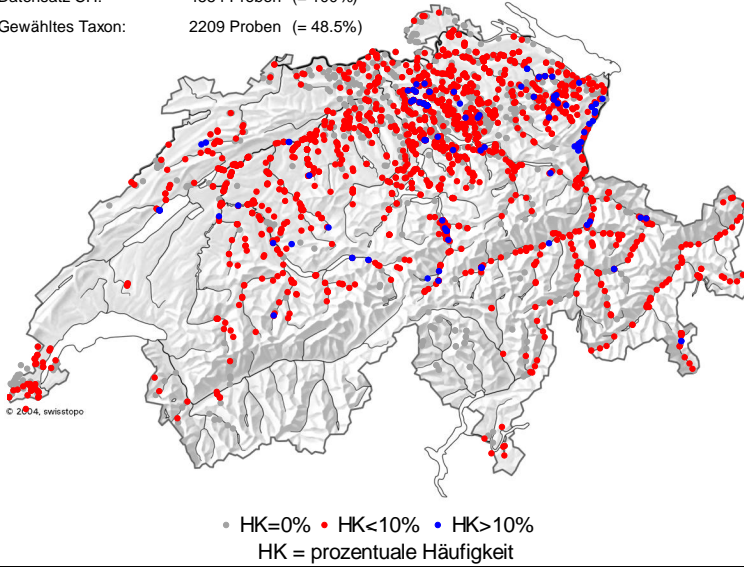 Gewähltes Taxon: 2209 Proben (= 48.5%)
© 2004, swisstopo
HK=0% HK<10% HK>10%
HK = prozentuale Häufigkeit